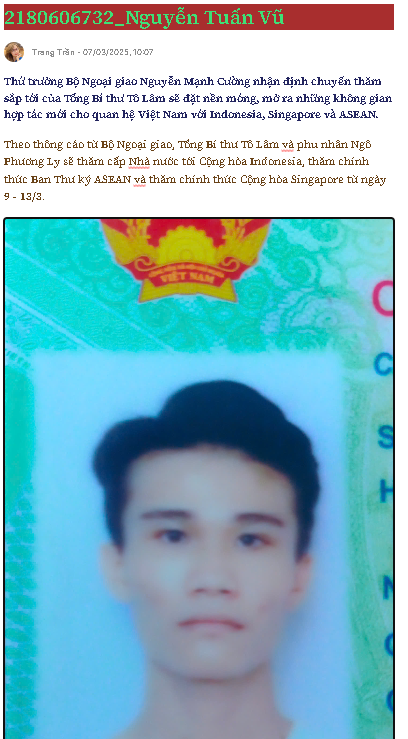 2180606732_Nguyễn Tuấn Vũ
Trang Trần - 07/03/2025, 10:07
Thứ trưởng Bộ Ngoại giao Nguyễn Mạnh Cường nhận định chuyến thăm
sắp tới của Tổng Bí thư Tô Lâm sẽ đặt nền móng, mở ra những không gian
hợp tác mới cho quan hệ Việt Nam với Indonesia, Singapore và ASEAN.
Theo thông cáo từ Bộ Ngoại giao, Tổng Bí thư Tô Lâm và phu nhân Ngô
Phương Ly sẽ thăm cấp Nhà nước tới Cộng hòa Indonesia, thăm chính
thức Ban Thư ký ASEAN và thăm chính thức Cộng hòa Singapore từ ngày
9 - 13/3.
VIỆT NAM
C
C
S
H
N